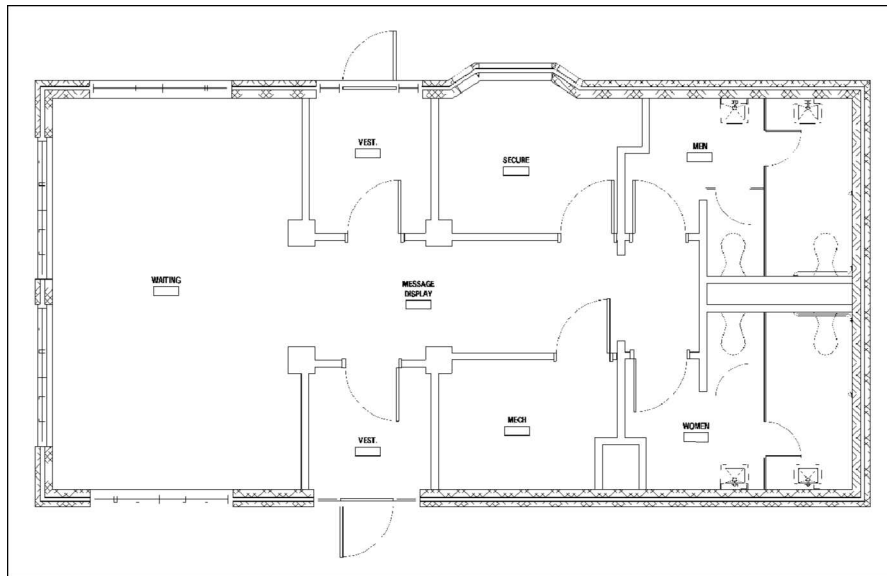 VEST.
MEN
SECURE
WAITING
MESSAGE
DISPLAY
MECH
WOMEN
VEST.